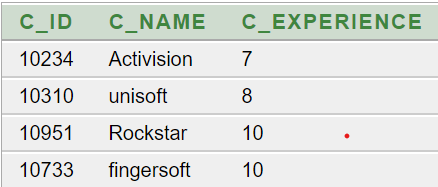 C_ID C_NAME C_EXPERIENCE
10234 Activision 7
10310 unisoft 8
10951 Rockstar 10
10733 fingersoft 10